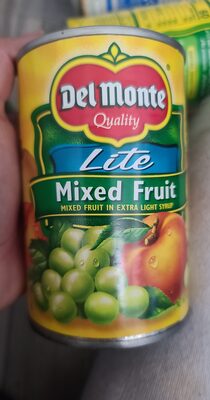 Del Monte
Quality
Lite
Mixed Fruit
MIXED FRUIT IN EXTRA LIGHT SYRUP